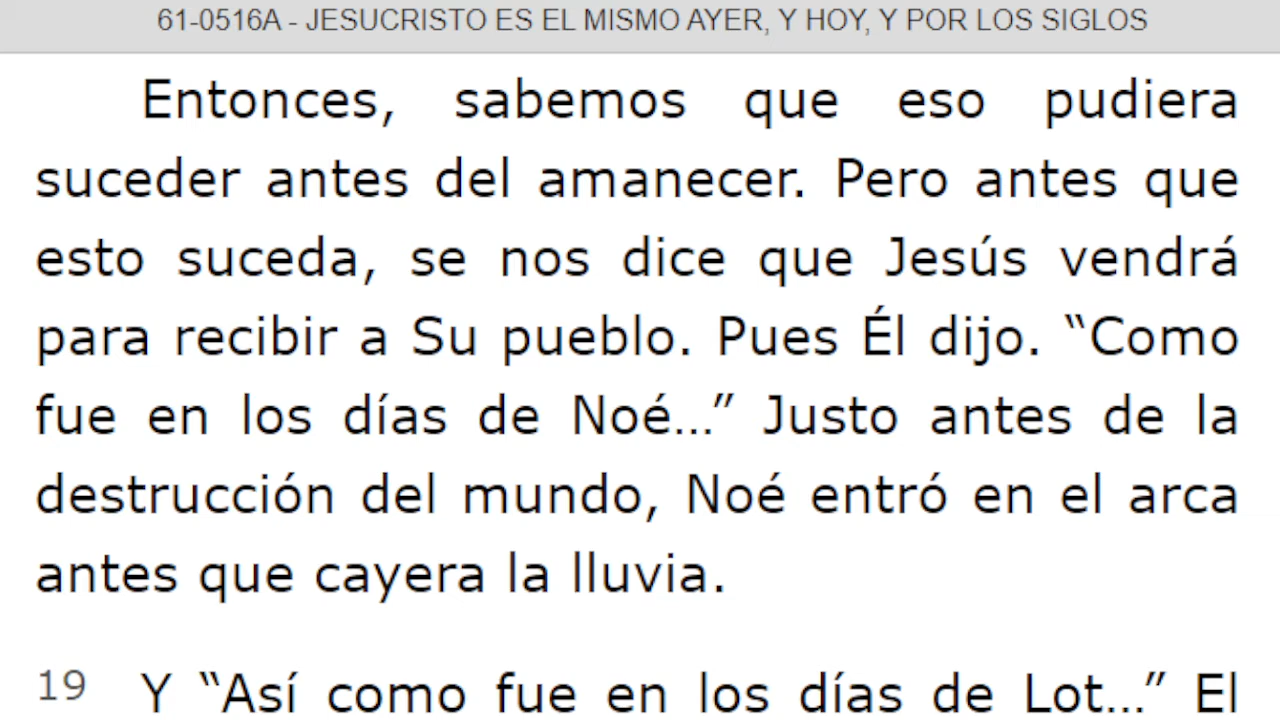 61-0516A - JESUCRISTO ES EL MISMO AYER, Y HOY, Y POR LOS SIGLOS
Entonces, sabemos que eso pudiera
suceder antes del amanecer. Pero antes que
esto suceda, se nos dice que Jesús vendrá
para recibir a Su pueblo. Pues Él dijo. “Como
fue en los días de Noé...” Justo antes de la
destrucción del mundo, Noé entró en el arca
antes que cayera la lluvia.
19 Y “Así como fue en los días de Lot...” El